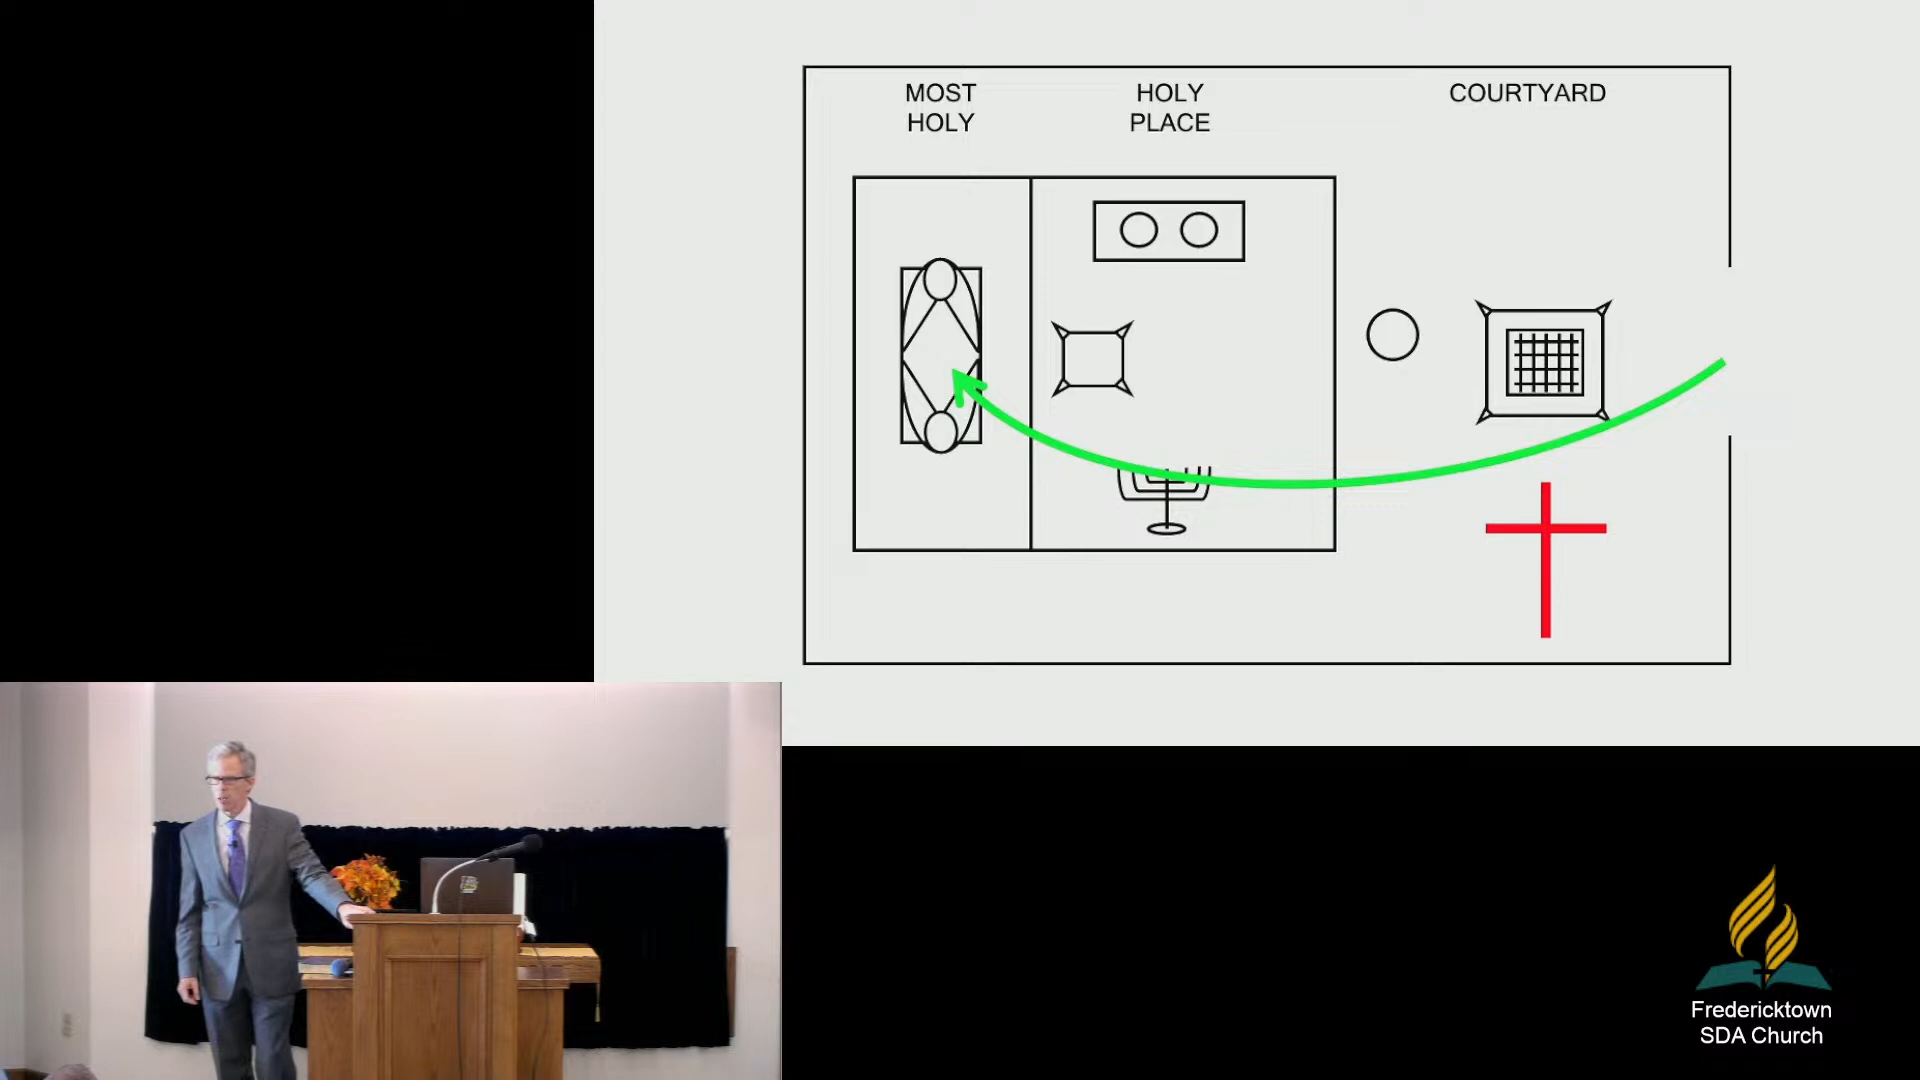 MOST
HOLY
HOLY
PLACE
COURTYARD
Fredericktown
SDA Church